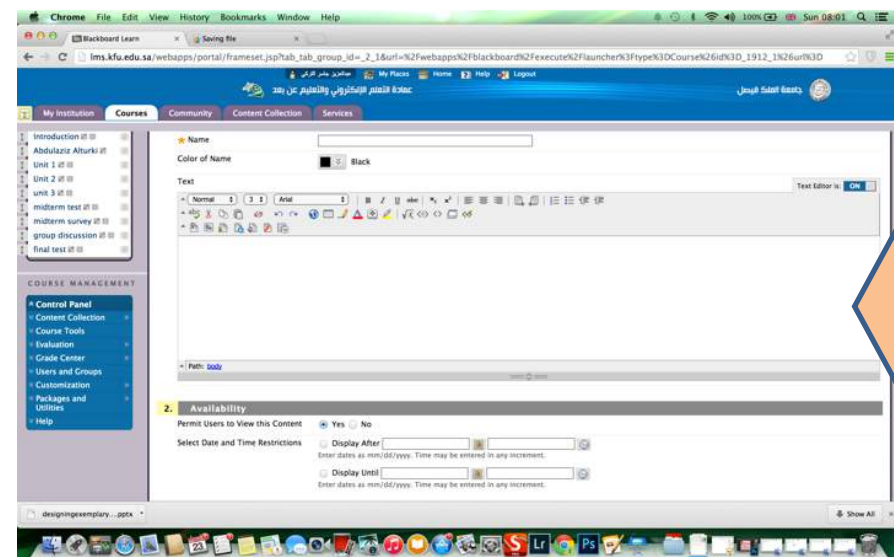 Chrome File Edit View History Bookmarks Window Help 100% Sun 08:01
Blackboard Learn Saving file
lms.kfu.edu.sa/webapps/portal/frameset.jsp?tab_tab_group_id=_2_1&url=%2Fwebapps%2Fblackboard%2Fexecute%2Flauncher%3Ftype%3DCourse%26id%3D_1912_1%26url%3D
My Places Home Help Logout
عمادة التعلم الإلكتروني والتعليم عن بعد
جامعة الملك فيصل
My Institution Courses Community Content Collection Services
Introduction
Abdulaziz Alturki
Unit 1
Unit 2
unit 3
midterm test
midterm survey
group discussion
final test
COURSE MANAGEMENT
Control Panel
Content Collection
Course Tools
Evaluation
Grade Center
Users and Groups
Customization
Packages and Utilities
Help
Name
Color of Name Black
Text
Text Editor is: ON
Normal 3 Arial
Path: body
2. Availability
Permit Users to View this Content Yes No
Select Date and Time Restrictions Display After
Enter dates as mm/dd/yyyy. Time may be entered in any increment.
Display Until
Enter dates as mm/dd/yyyy. Time may be entered in any increment.
designingexemplary....pptx
Show All